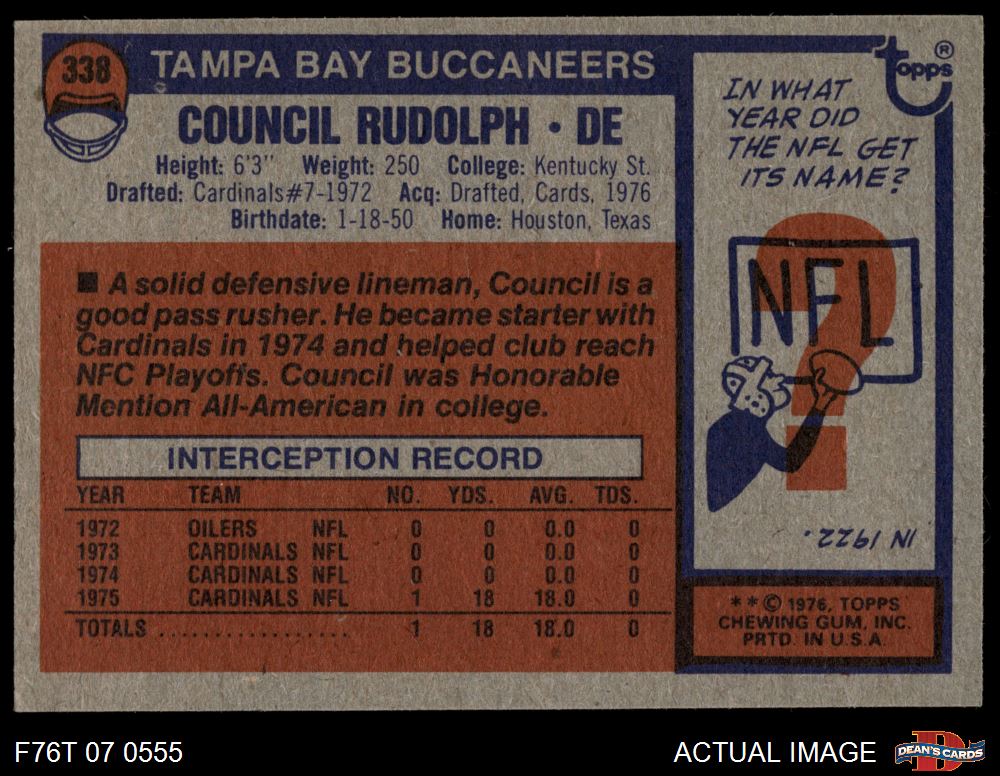 338
TAMPA BAY BUCCANEERS
COUNCIL RUDOLPH • DE
Height: 6'3" Weight: 250 College: Kentucky St.
Drafted: Cardinals#7-1972 Acq: Drafted, Cards, 1976
Birthdate: 1-18-50 Home: Houston, Texas
■ A solid defensive lineman, Council is a
good pass rusher. He became starter with
Cardinals in 1974 and helped club reach
NFC Playoffs. Council was Honorable
Mention All-American in college.
INTERCEPTION RECORD
YEAR TEAM NO. YDS. AVG. TDS.
1972 OILERS NFL 0 0 0.0 0
1973 CARDINALS NFL 0 0 0.0 0
1974 CARDINALS NFL 0 0 0.0 0
1975 CARDINALS NFL 1 18 18.0 0
TOTALS .................. 1 18 18.0 0
topps ®
IN WHAT
YEAR DID
THE NFL GET
ITS NAME?
?
NFL
IN 1922.
** © 1976, TOPPS
CHEWING GUM, INC.
PRTD. IN U.S.A.
F76T 07 0555
ACTUAL IMAGE
D
DEAN'S CARDS